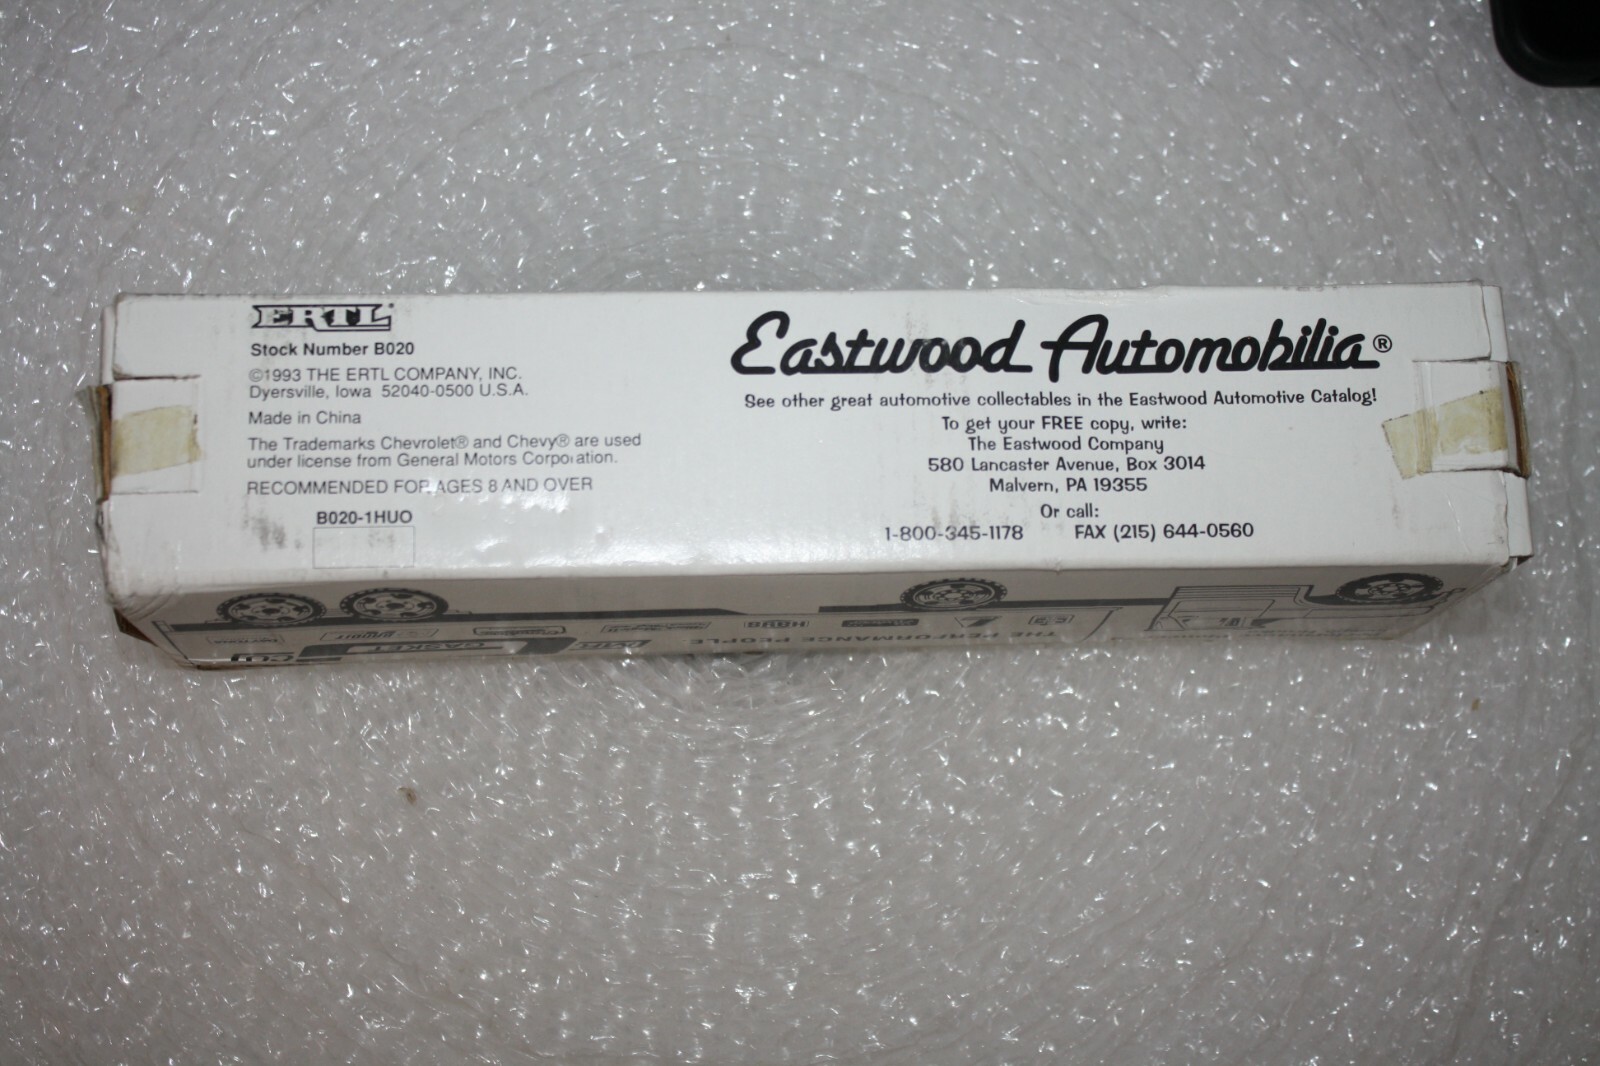 ERTL®
Stock Number B020
©1993 THE ERTL COMPANY, INC.
Dyersville, Iowa 52040-0500 U.S.A.
Made in China
The Trademarks Chevrolet® and Chevy® are used
under license from General Motors Corporation.
RECOMMENDED FOR AGES 8 AND OVER
B020-1HUO
Eastwood Automobilia®
See other great automotive collectables in the Eastwood Automotive Catalog!
To get your FREE copy, write:
The Eastwood Company
580 Lancaster Avenue, Box 3014
Malvern, PA 19355
Or call:
1-800-345-1178 FAX (215) 644-0560
THE PERFORMANCE PEOPLE
GASKET